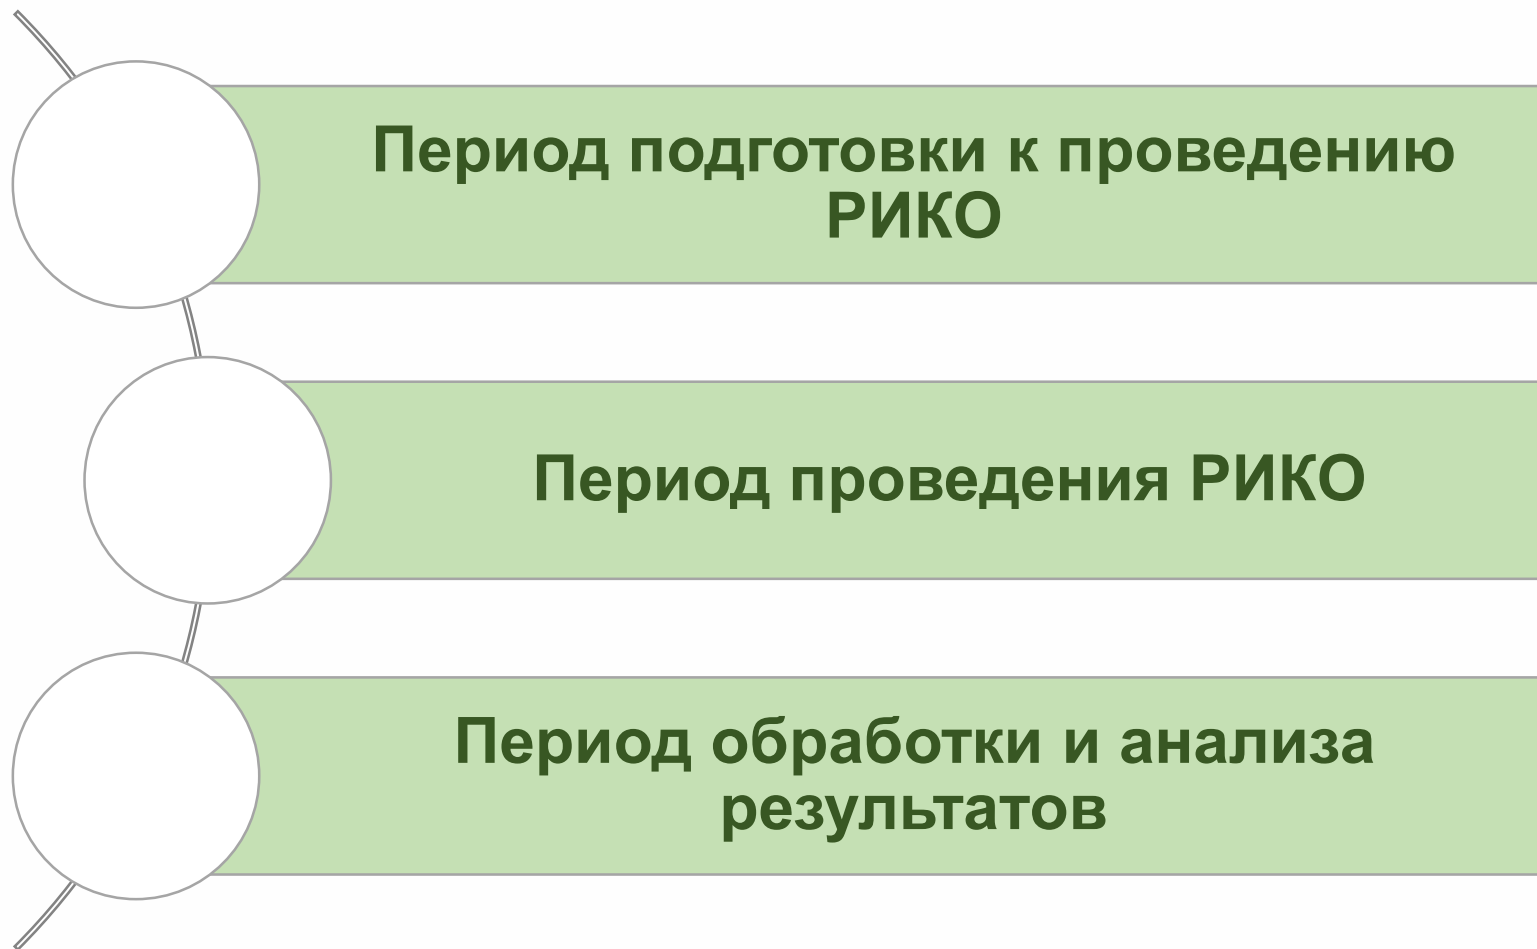 Период подготовки к проведению
РИКО
Период проведения РИКО
Период обработки и анализа
результатов